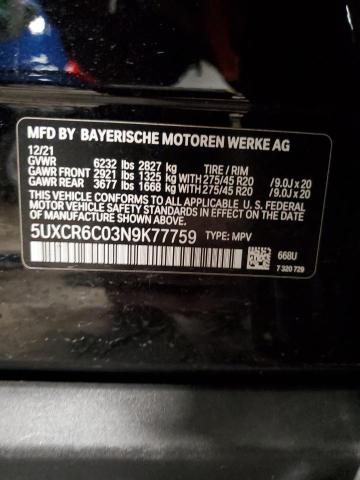 MFD BY BAYERISCHE MOTOREN WERKE AG
12/21
GVWR 6232 lbs 2827 kg TIRE / RIM
GAWR FRONT 2921 lbs 1325 kg WITH 275/45 R20 /9.0J x 20
GAWR REAR 3677 lbs 1668 kg WITH 275/45 R20 /9.0J x 20
THIS VEHICLE CONFORMS TO ALL APPLICABLE U.S. FEDERAL
MOTOR VEHICLE SAFETY STANDARDS IN EFFECT ON THE
DATE OF MANUFACTURE SHOWN ABOVE.
5UXCR6C03N9K77759 TYPE: MPV
668U
7 320 729